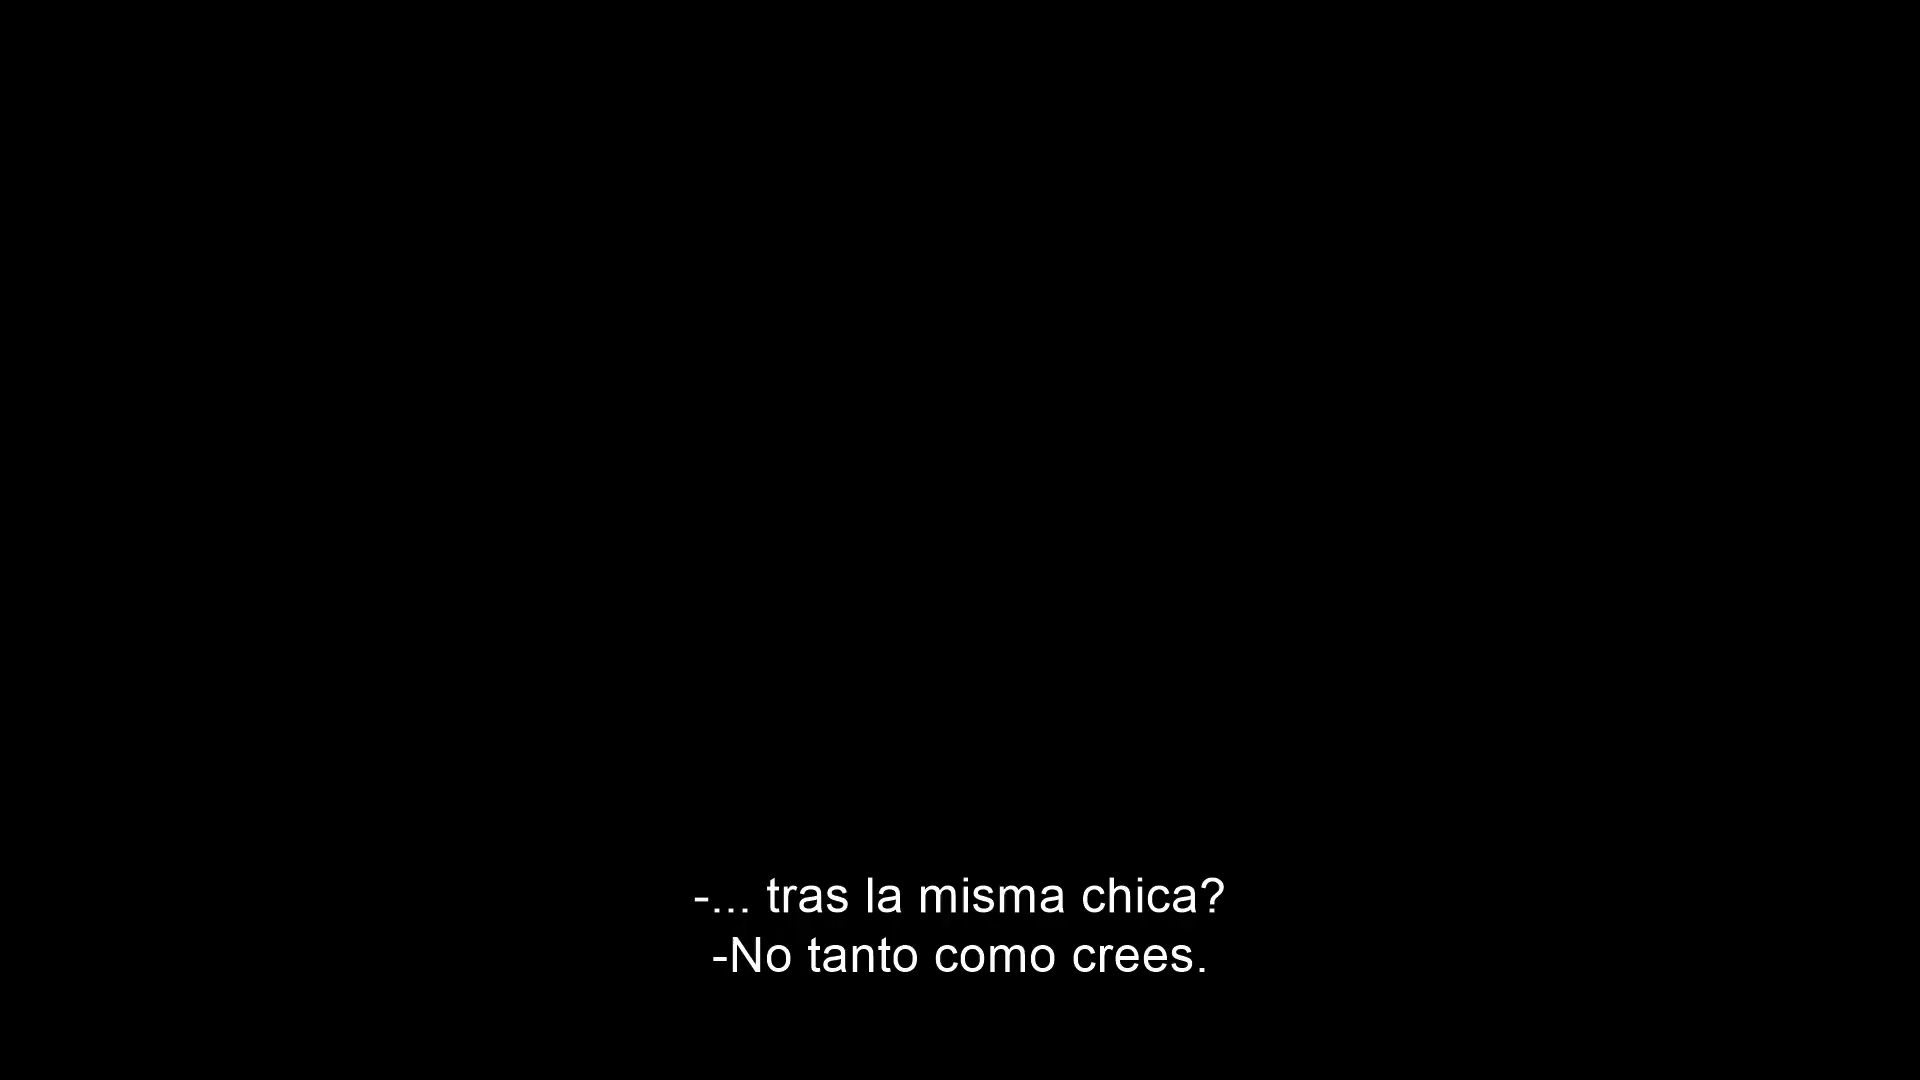 -... tras la misma chica?
-No tanto como crees.